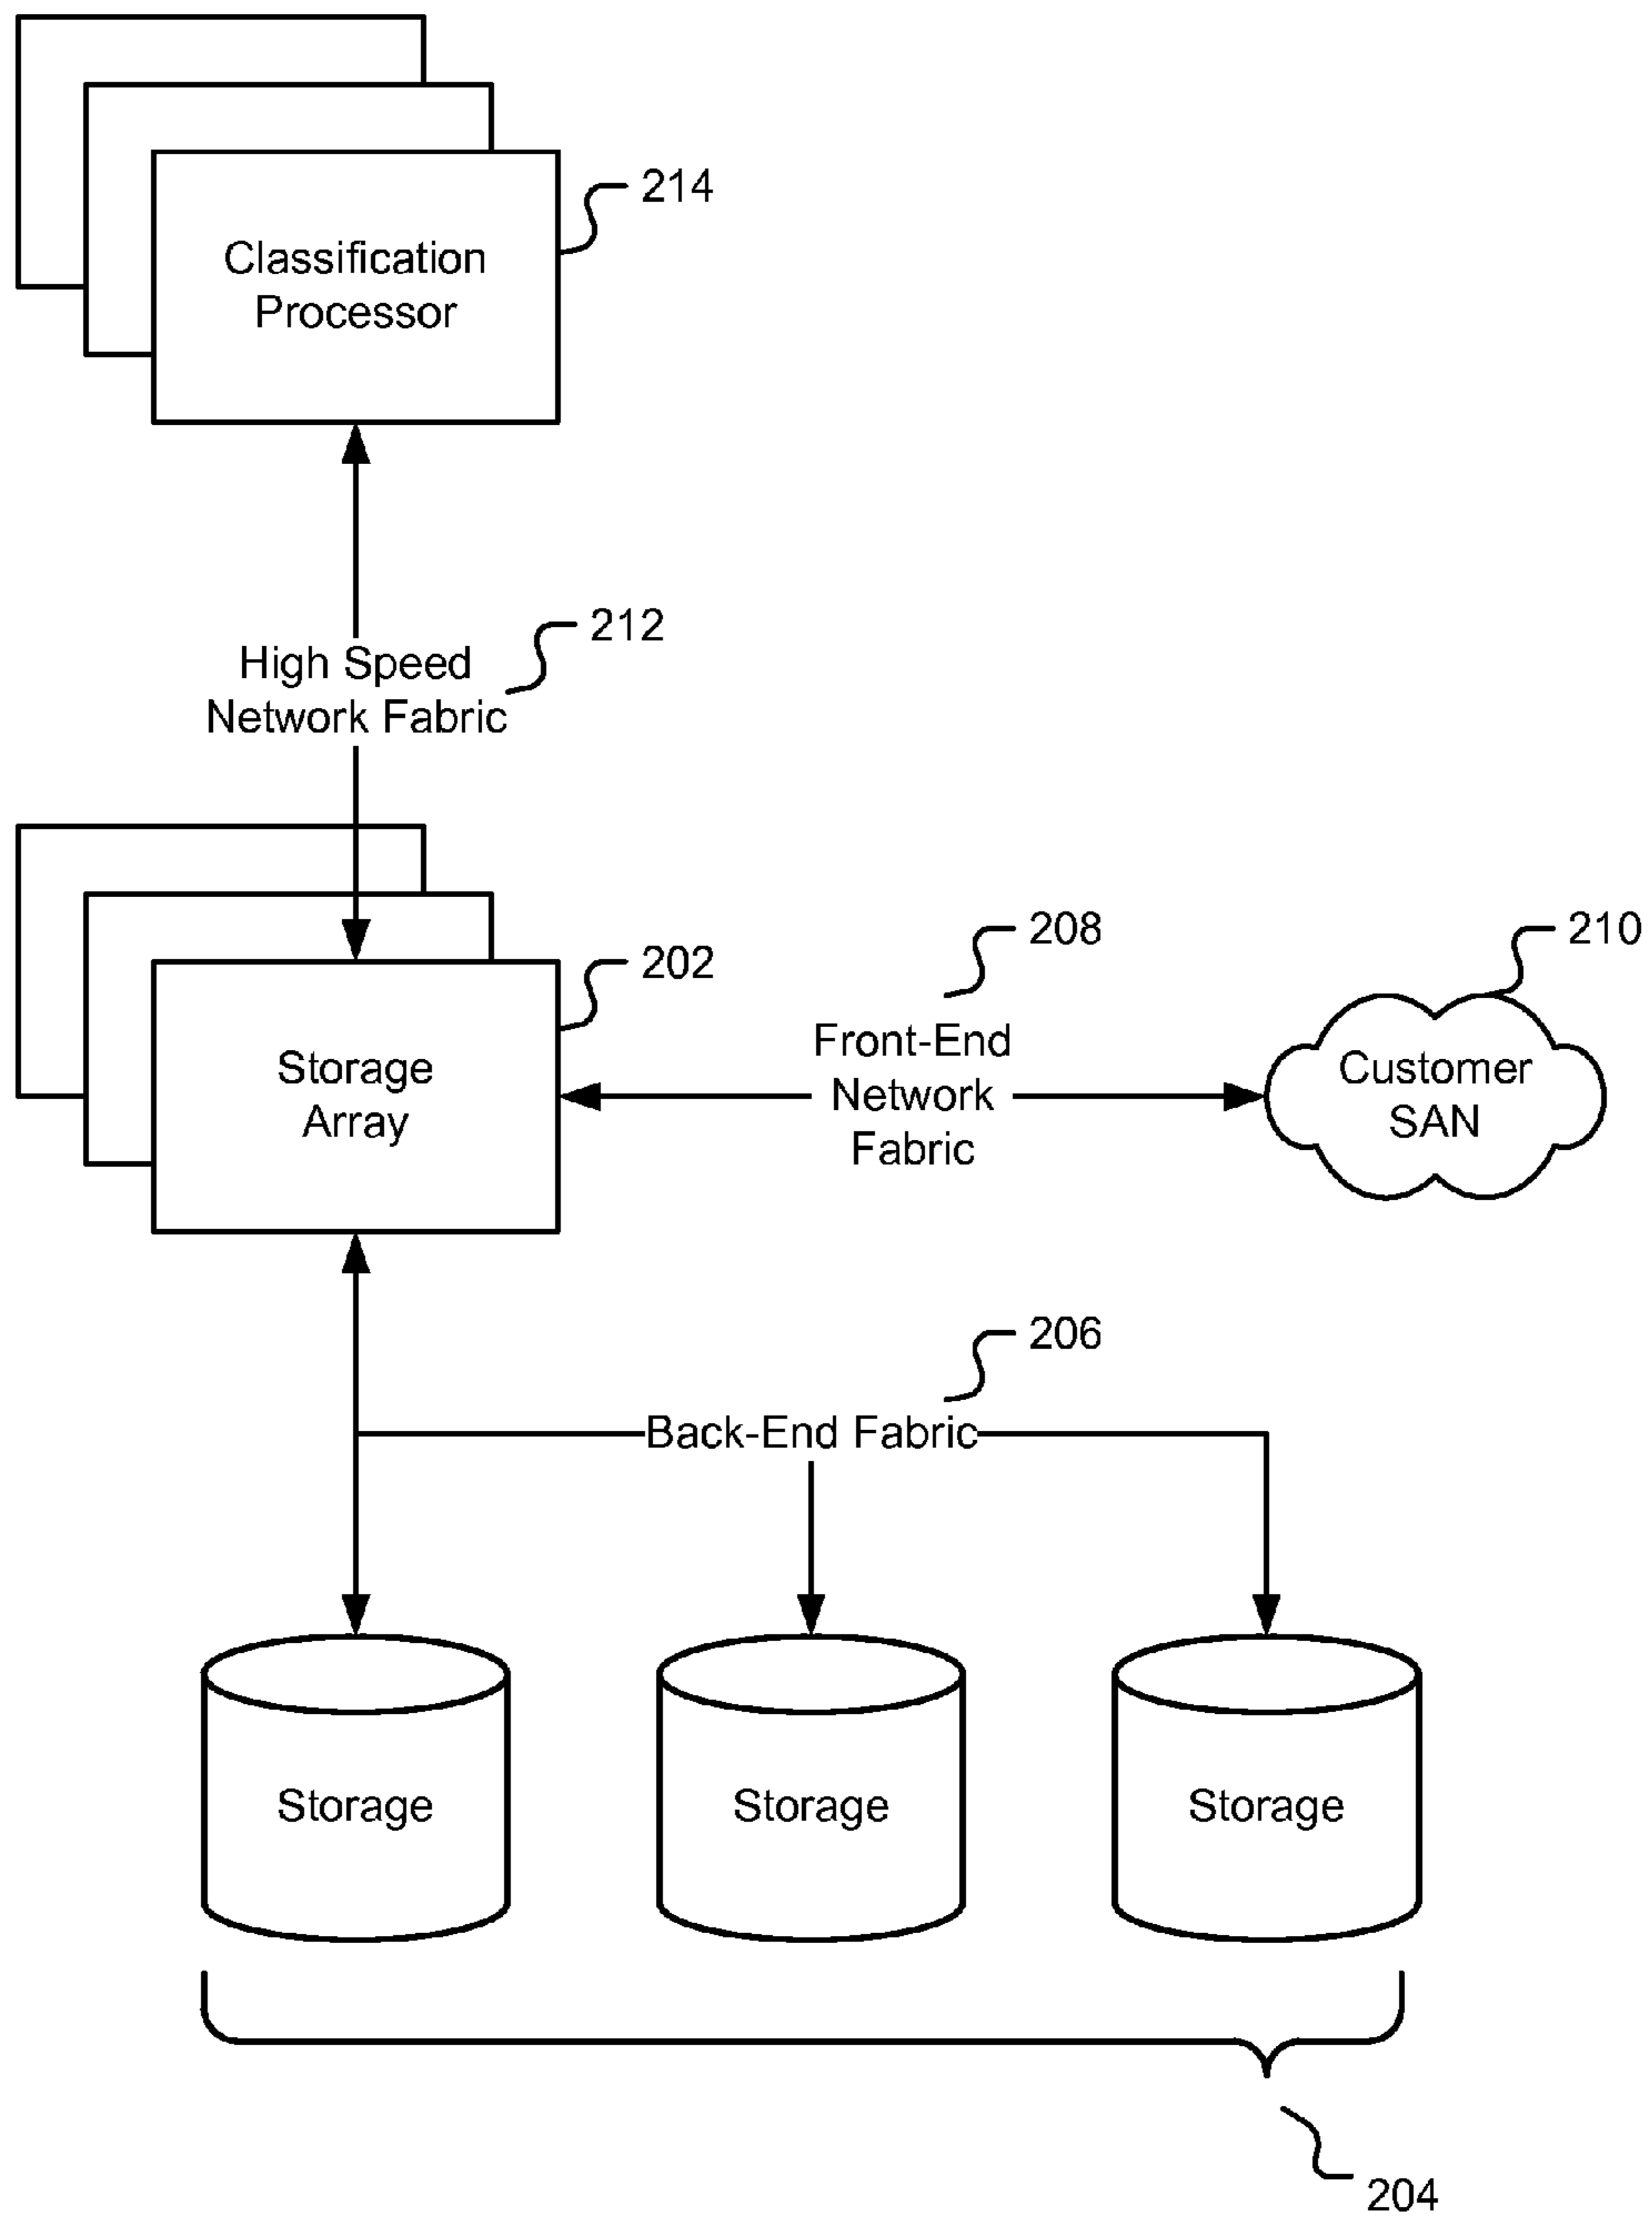 214
Classification
Processor
212
High Speed
Network Fabric
208
210
202
Front-End
Network
Fabric
Storage
Array
Customer
SAN
206
Back-End Fabric
Storage
Storage
Storage
204